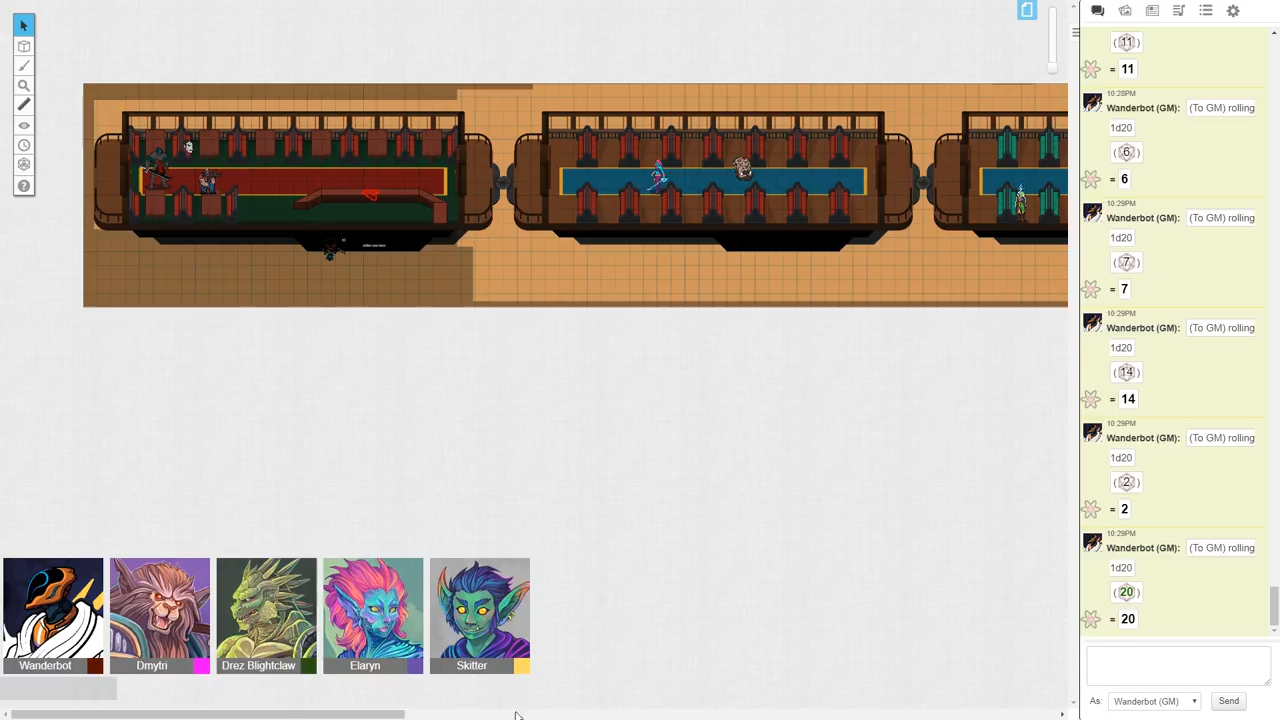 (11)
= 11
10:28PM
Wanderbot (GM): (To GM) rolling
1d20
(6)
= 6
10:29PM
Wanderbot (GM): (To GM) rolling
1d20
(7)
= 7
10:29PM
Wanderbot (GM): (To GM) rolling
1d20
(14)
= 14
10:29PM
Wanderbot (GM): (To GM) rolling
1d20
(2)
= 2
10:29PM
Wanderbot (GM): (To GM) rolling
1d20
(20)
= 20
Wanderbot
Dmytri
Drez Blightclaw
Elaryn
Skitter
As: Wanderbot (GM) Send